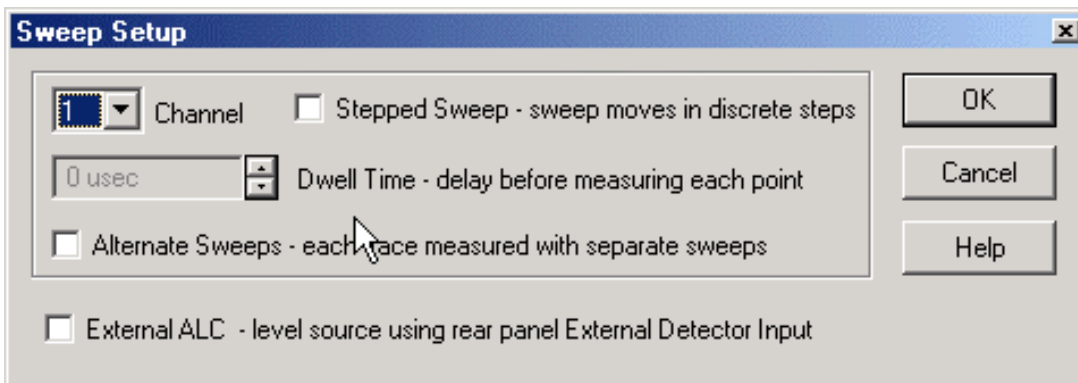 Sweep Setup
1 Channel
Stepped Sweep - sweep moves in discrete steps
OK
0 usec
Dwell Time - delay before measuring each point
Cancel
Alternate Sweeps - each trace measured with separate sweeps
Help
External ALC - level source using rear panel External Detector Input